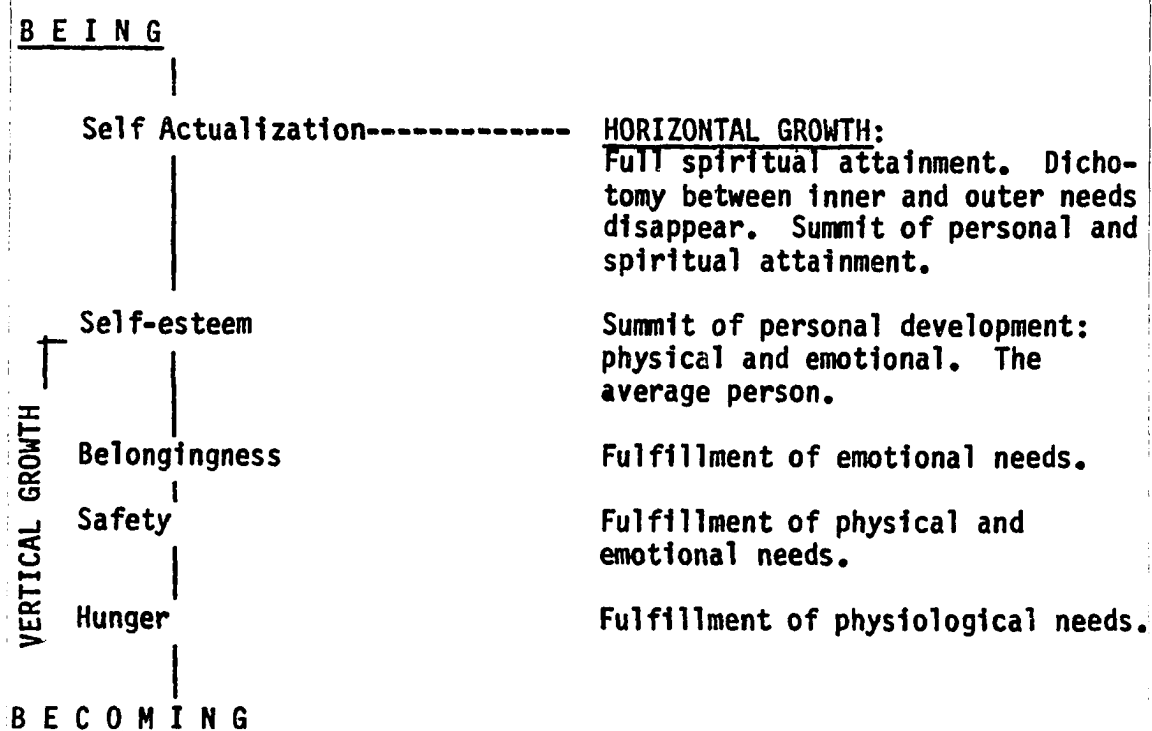 B E I N G
Self Actualization------------- HORIZONTAL GROWTH:
Full spiritual attainment. Dicho-
tomy between inner and outer needs
disappear. Summit of personal and
spiritual attainment.
Self-esteem Summit of personal development:
physical and emotional. The
average person.
VERTICAL GROWTH
Belongingness Fulfillment of emotional needs.
Safety Fulfillment of physical and
emotional needs.
Hunger Fulfillment of physiological needs.
B E C O M I N G